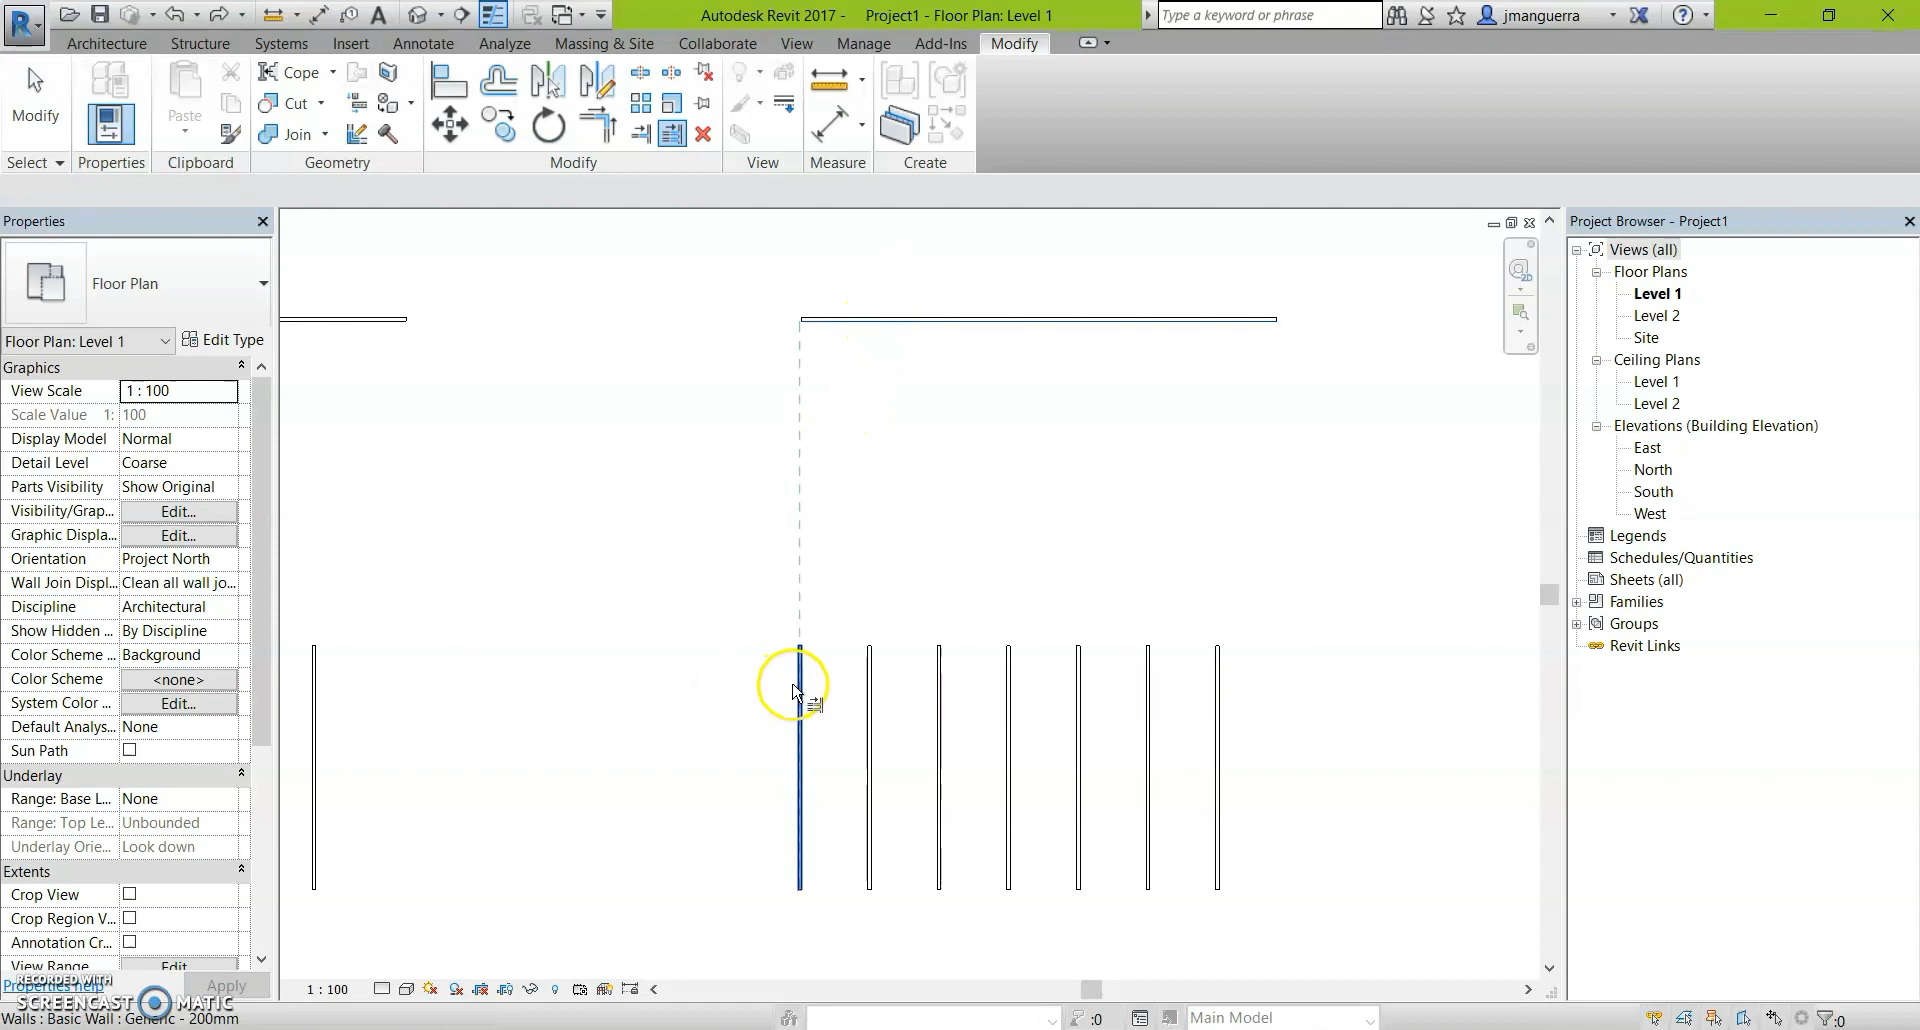 Autodesk Revit 2017 - Project1 - Floor Plan: Level 1
Type a keyword or phrase
jmanguerra
Architecture Structure Systems Insert Annotate Analyze Massing & Site Collaborate View Manage Add-Ins Modify
Modify
Paste
Cope
Cut
Join
Select Properties Clipboard Geometry Modify View Measure Create
Properties
Floor Plan
Floor Plan: Level 1
Edit Type
Graphics
View Scale 1 : 100
Scale Value 1: 100
Display Model Normal
Detail Level Coarse
Parts Visibility Show Original
Visibility/Grap... Edit...
Graphic Displa... Edit...
Orientation Project North
Wall Join Displ... Clean all wall jo...
Discipline Architectural
Show Hidden ... By Discipline
Color Scheme ... Background
Color Scheme <none>
System Color ... Edit...
Default Analys... None
Sun Path
Underlay
Range: Base L... None
Range: Top Le... Unbounded
Underlay Orie... Look down
Extents
Crop View
Crop Region V...
Annotation Cr...
View Range Edit...
Properties help
Apply
RECORDED WITH
SCREENCAST MATIC
Walls : Basic Wall : Generic - 200mm
1 : 100
:0
Main Model
:0
Project Browser - Project1
Views (all)
Floor Plans
Level 1
Level 2
Site
Ceiling Plans
Level 1
Level 2
Elevations (Building Elevation)
East
North
South
West
Legends
Schedules/Quantities
Sheets (all)
Families
Groups
Revit Links
2D